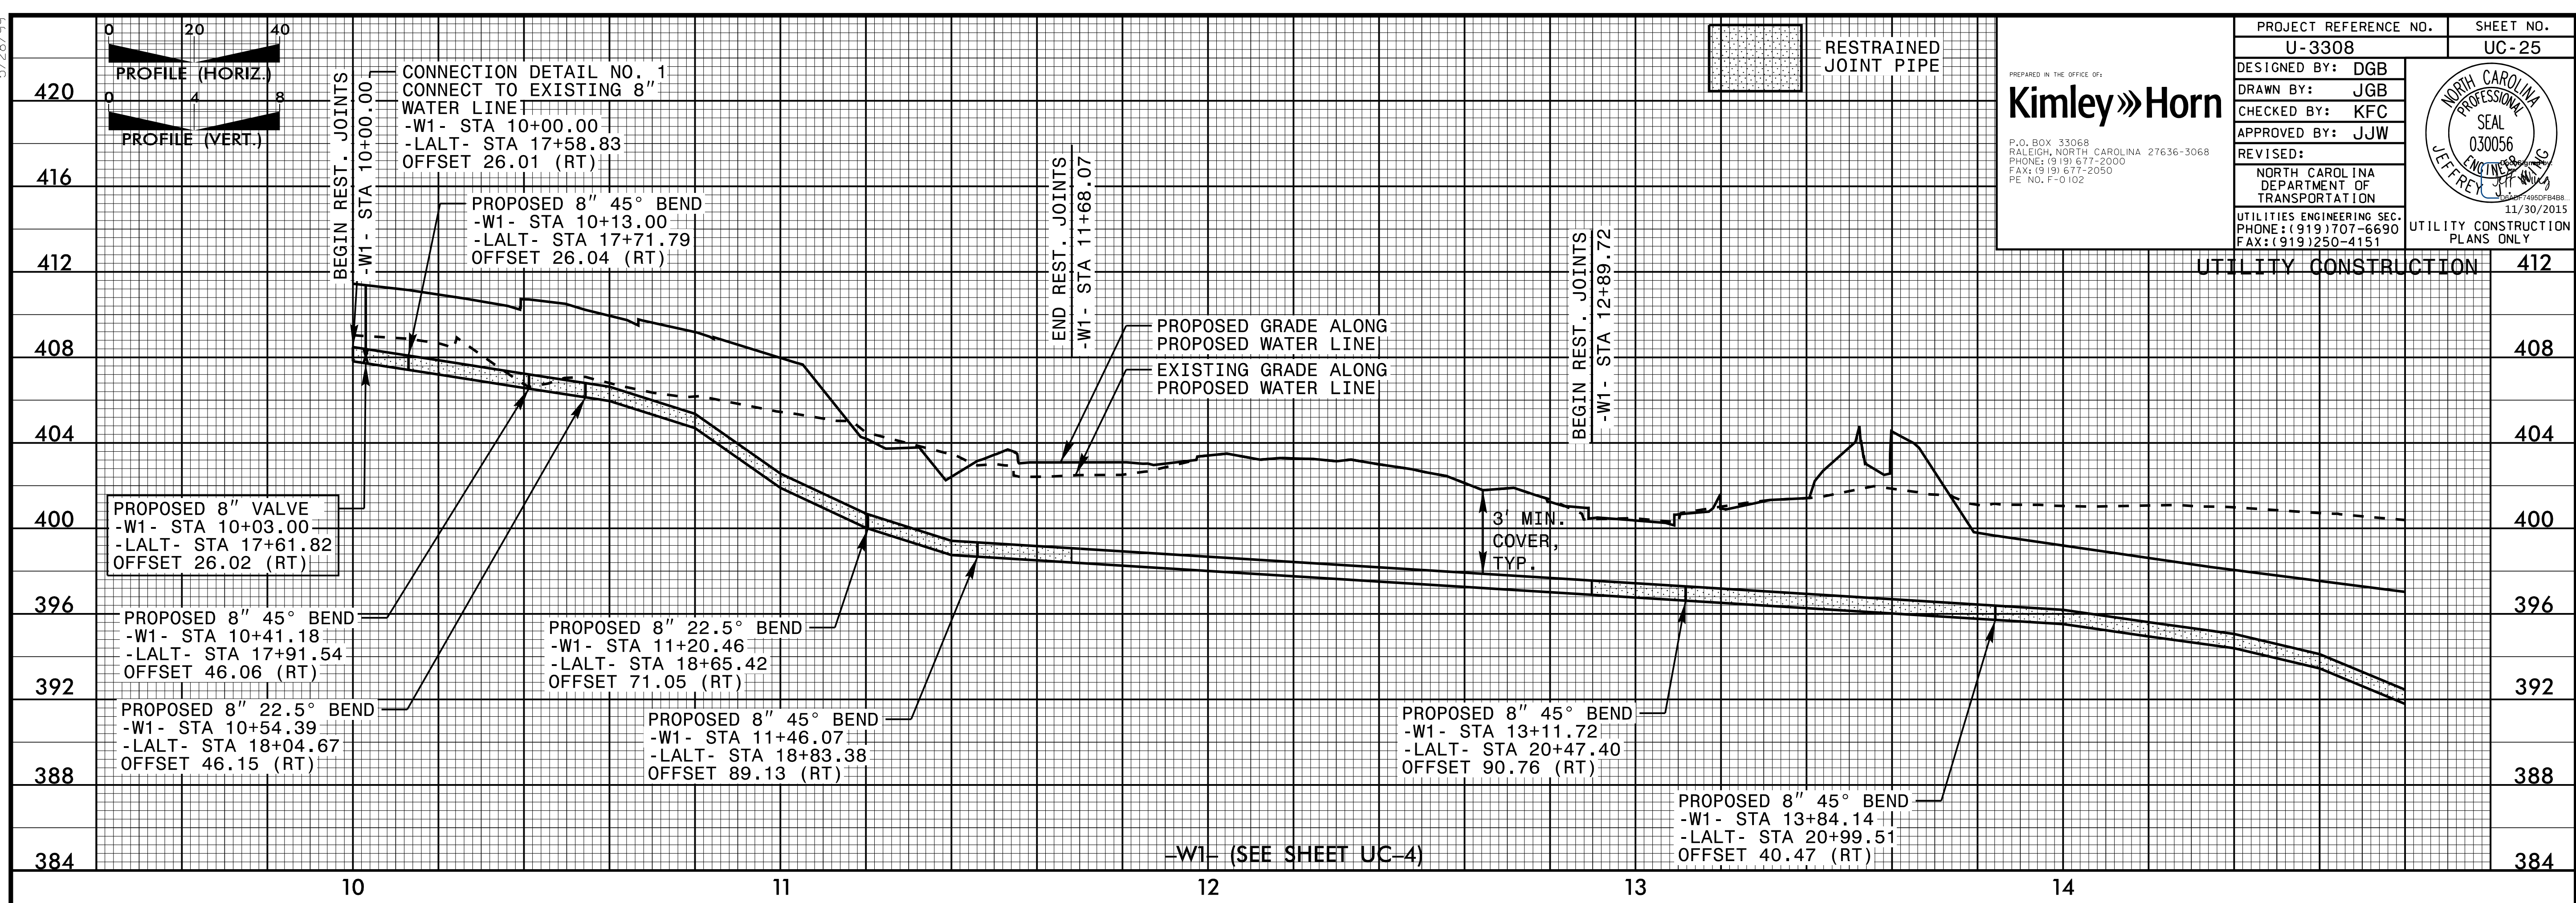 0 20 40
PROFILE (HORIZ.)
0 4 8
PROFILE (VERT.)
BEGIN REST. JOINTS
-W1- STA 10+00.00
CONNECTION DETAIL NO. 1
CONNECT TO EXISTING 8"
WATER LINE
-W1- STA 10+00.00
-LALT- STA 17+58.83
OFFSET 26.01 (RT)
PROPOSED 8" 45° BEND
-W1- STA 10+13.00
-LALT- STA 17+71.79
OFFSET 26.04 (RT)
END REST. JOINTS
-W1- STA 11+68.07
PROPOSED GRADE ALONG
PROPOSED WATER LINE
EXISTING GRADE ALONG
PROPOSED WATER LINE
BEGIN REST. JOINTS
-W1- STA 12+89.72
RESTRAINED
JOINT PIPE
PREPARED IN THE OFFICE OF:
Kimley»Horn
P.O. BOX 33068
RALEIGH, NORTH CAROLINA 27636-3068
PHONE: (919) 677-2000
FAX: (919) 677-2050
PE NO. F-0102
PROJECT REFERENCE NO.
SHEET NO.
U-3308
UC-25
DESIGNED BY: DGB
DRAWN BY: JGB
CHECKED BY: KFC
APPROVED BY: JJW
REVISED:
NORTH CAROLINA
DEPARTMENT OF
TRANSPORTATION
UTILITIES ENGINEERING SEC.
PHONE:(919)707-6690
FAX:(919)250-4151
NORTH CAROLINA
PROFESSIONAL
SEAL
030056
ENGINEER
JEFFREY J. WING
11/30/2015
UTILITY CONSTRUCTION
PLANS ONLY
UTILITY CONSTRUCTION
420
416
412
408
404
400
396
392
388
384
412
408
404
400
396
392
388
384
3' MIN.
COVER,
TYP.
PROPOSED 8" VALVE
-W1- STA 10+03.00
-LALT- STA 17+61.82
OFFSET 26.02 (RT)
PROPOSED 8" 45° BEND
-W1- STA 10+41.18
-LALT- STA 17+91.54
OFFSET 46.06 (RT)
PROPOSED 8" 22.5° BEND
-W1- STA 10+54.39
-LALT- STA 18+04.67
OFFSET 46.15 (RT)
PROPOSED 8" 22.5° BEND
-W1- STA 11+20.46
-LALT- STA 18+65.42
OFFSET 71.05 (RT)
PROPOSED 8" 45° BEND
-W1- STA 11+46.07
-LALT- STA 18+83.38
OFFSET 89.13 (RT)
PROPOSED 8" 45° BEND
-W1- STA 13+11.72
-LALT- STA 20+47.40
OFFSET 90.76 (RT)
PROPOSED 8" 45° BEND
-W1- STA 13+84.14
-LALT- STA 20+99.51
OFFSET 40.47 (RT)
-W1- (SEE SHEET UC-4)
10 11 12 13 14